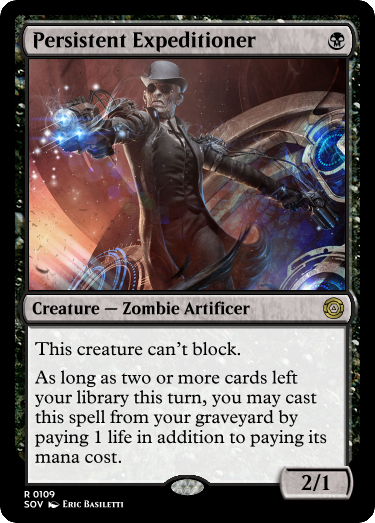 Persistent Expeditioner
Creature — Zombie Artificer
This creature can't block.
As long as two or more cards left
your library this turn, you may cast
this spell from your graveyard by
paying 1 life in addition to paying its
mana cost.
2/1
R 0109
SOV Eric Basiletti